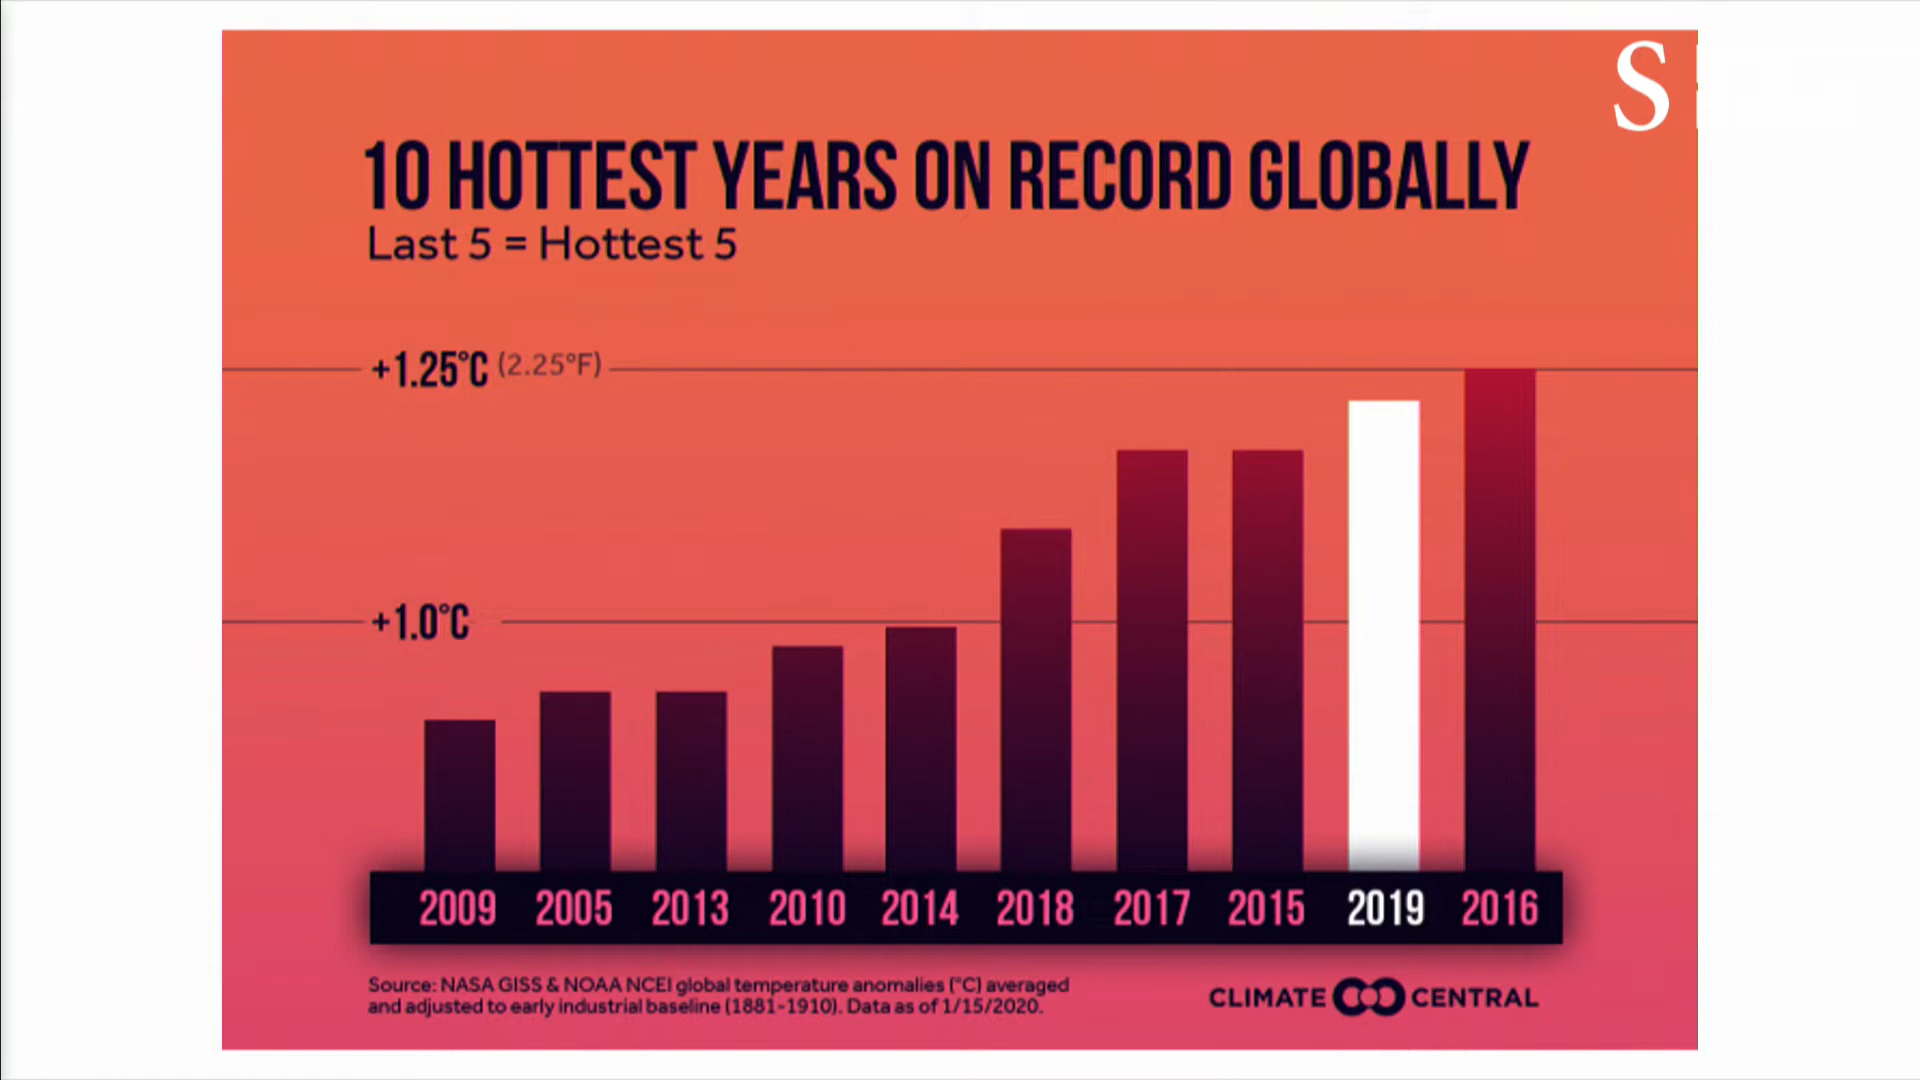 S
10 HOTTEST YEARS ON RECORD GLOBALLY
Last 5 = Hottest 5
+1.25°C (2.25°F)
+1.0°C
2009 2005 2013 2010 2014 2018 2017 2015 2019 2016
Source: NASA GISS & NOAA NCEI global temperature anomalies (°C) averaged
and adjusted to early industrial baseline (1881-1910). Data as of 1/15/2020.
CLIMATE CENTRAL